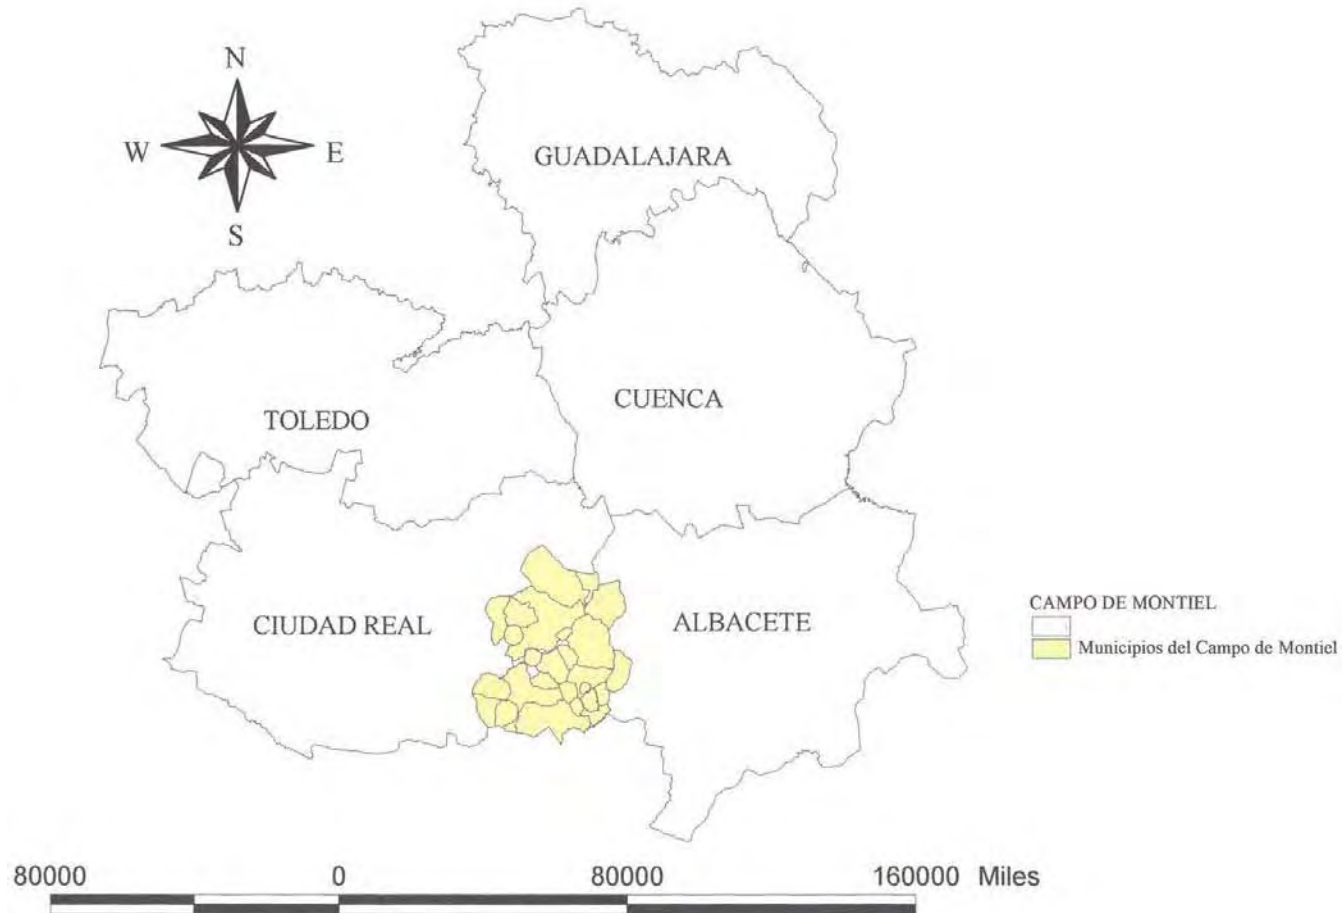 N
W E
S
GUADALAJARA
CUENCA
TOLEDO
CIUDAD REAL
ALBACETE
CAMPO DE MONTIEL
Municipios del Campo de Montiel
80000 0 80000 160000 Miles